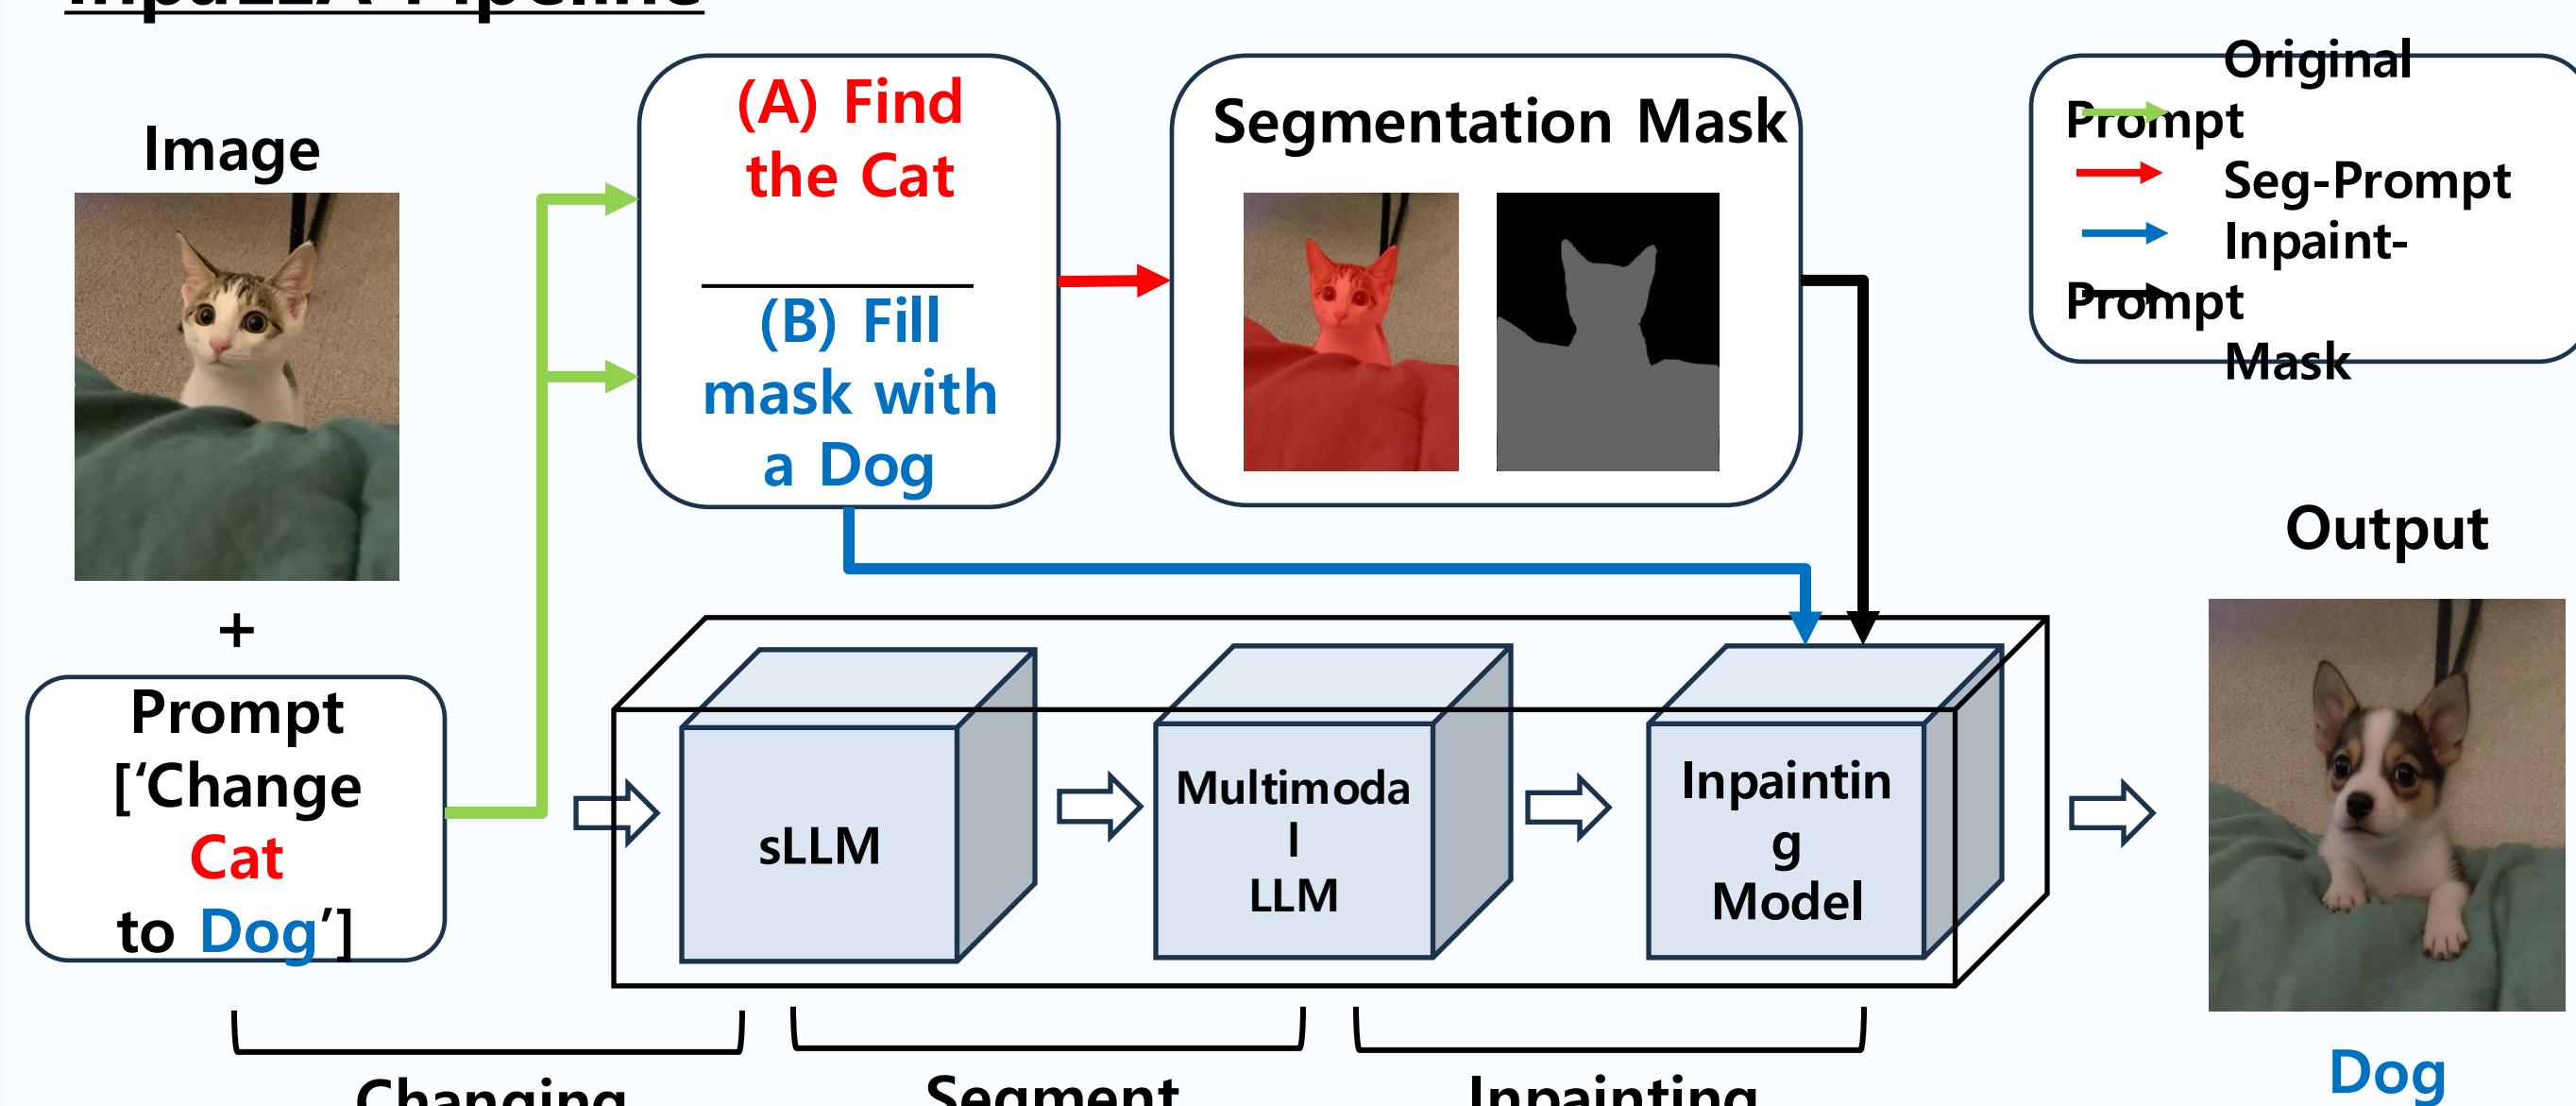 Pipeline
Image
+
Prompt
[‘Change
Cat
to Dog’]
(A) Find
the Cat
(B) Fill
mask with
a Dog
Segmentation Mask
Original
Prompt
Seg-Prompt
Inpaint-
Prompt
Mask
sLLM
Multimoda
l
LLM
Inpaintin
g
Model
Output
Dog
Changing
Segment
Inpainting